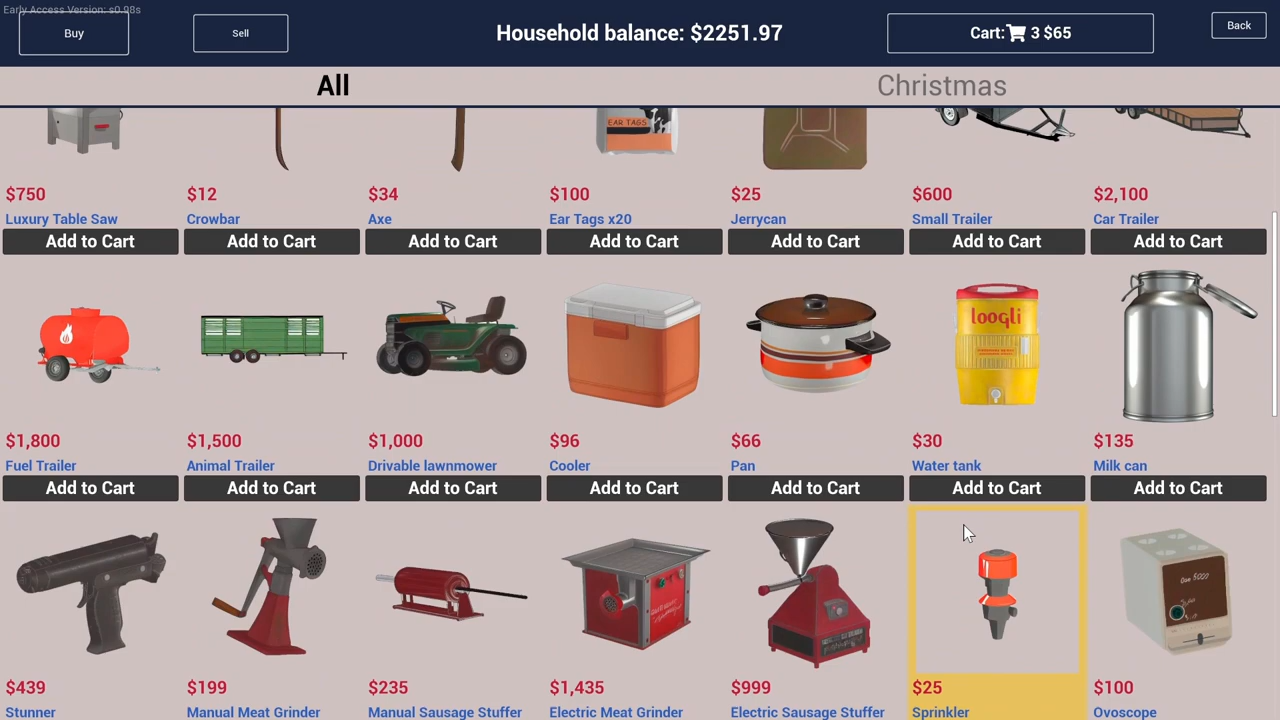 Early Access Version: s0.98s
Buy
Sell
Household balance: $2251.97
Cart: 3 $65
Back
All
Christmas
EAR TAGS
$750
$12
$34
$100
$25
$600
$2,100
Luxury Table Saw
Crowbar
Axe
Ear Tags x20
Jerrycan
Small Trailer
Car Trailer
Add to Cart
Add to Cart
Add to Cart
Add to Cart
Add to Cart
Add to Cart
Add to Cart
looqli
$1,800
$1,500
$1,000
$96
$66
$30
$135
Fuel Trailer
Animal Trailer
Drivable lawnmower
Cooler
Pan
Water tank
Milk can
Add to Cart
Add to Cart
Add to Cart
Add to Cart
Add to Cart
Add to Cart
Add to Cart
$439
$199
$235
$1,435
$999
$25
$100
Stunner
Manual Meat Grinder
Manual Sausage Stuffer
Electric Meat Grinder
Electric Sausage Stuffer
Sprinkler
Ovoscope